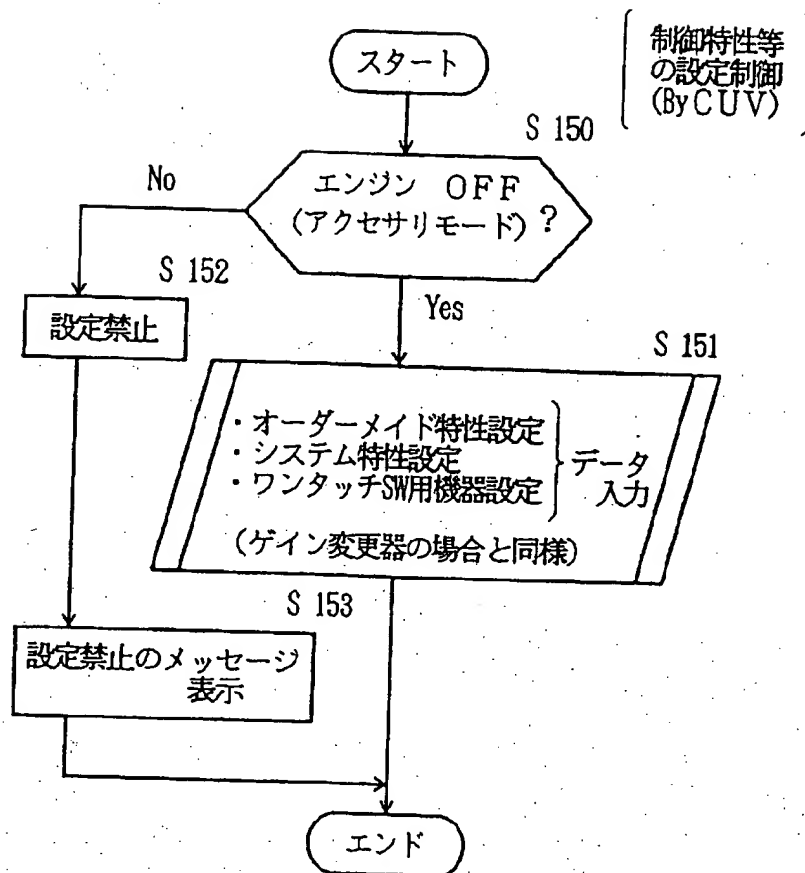 制御特性等
の設定制御
(By CUV)
スタート
S 150
エンジン OFF
(アクセサリモード) ?
No
Yes
S 152
設定禁止
S 151
・オーダーメイド特性設定
・システム特性設定
・ワンタッチSW用機器設定
データ
入力
(ゲイン変更器の場合と同様)
S 153
設定禁止のメッセージ
表示
エンド